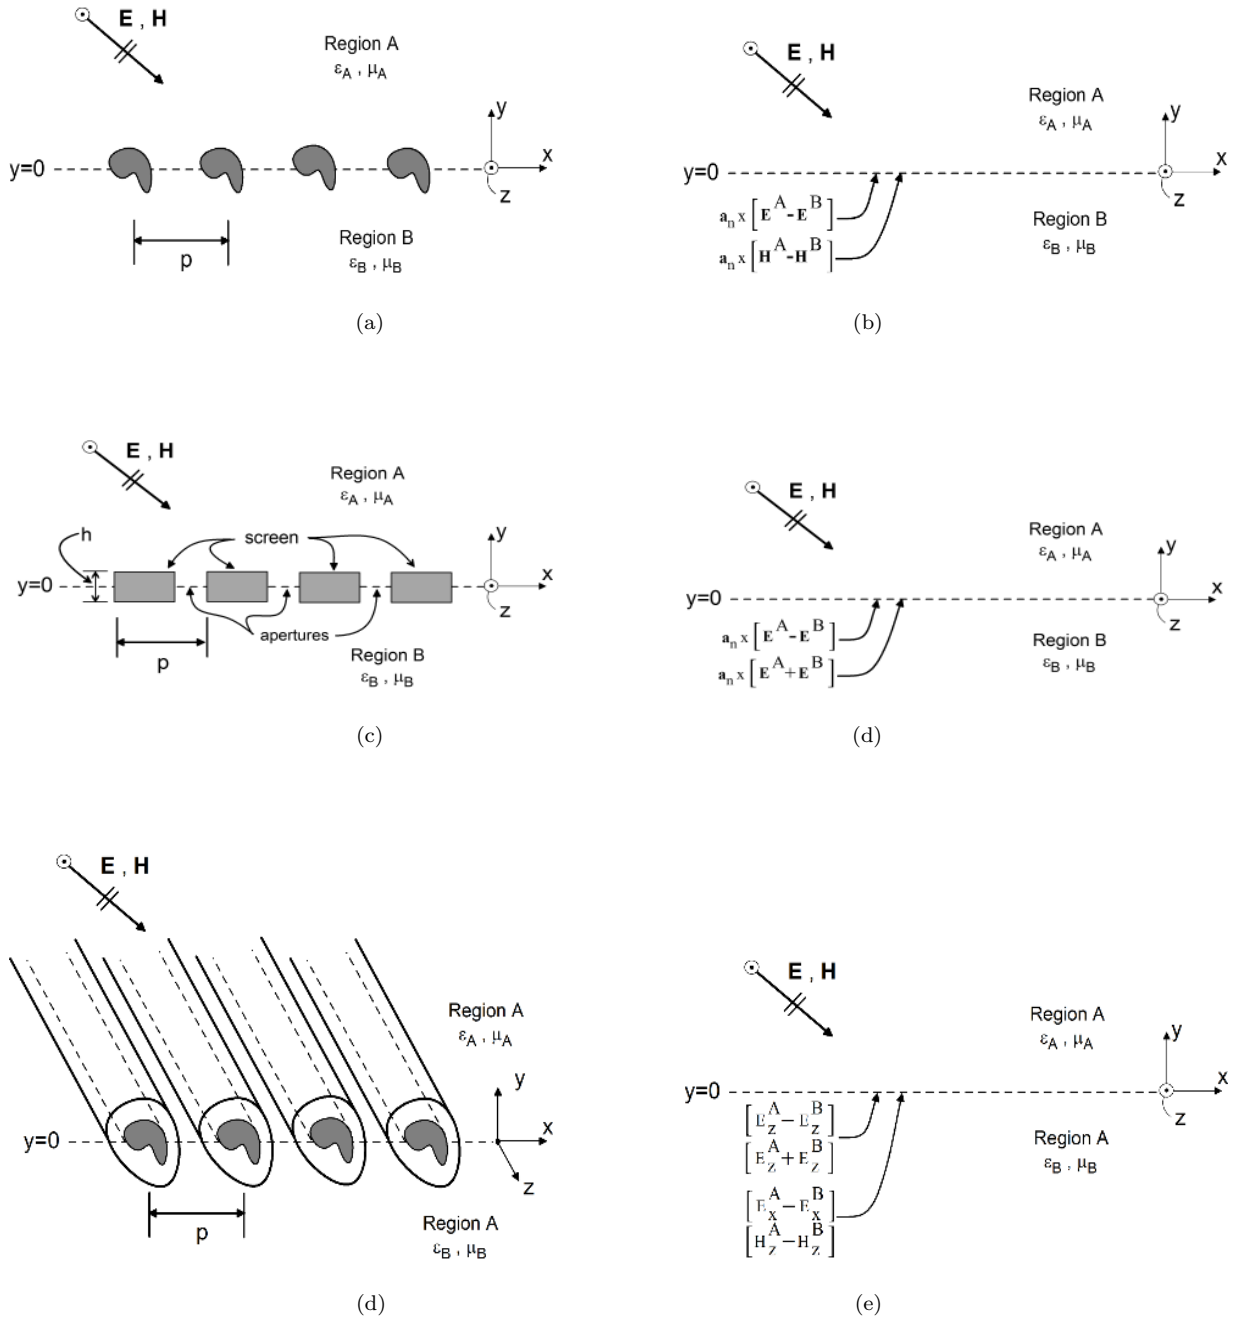 E , H
Region A
εA , μA
y
y=0
x
z
p
Region B
εB , μB
(a)
E , H
Region A
εA , μA
y
y=0
x
z
an x [EA-EB]
an x [HA-HB]
Region B
εB , μB
(b)
E , H
Region A
εA , μA
h
screen
y
y=0
x
z
apertures
p
Region B
εB , μB
(c)
E , H
Region A
εA , μA
y
y=0
x
z
an x [EA-EB]
an x [EA+EB]
Region B
εB , μB
(d)
E , H
Region A
εA , μA
y
y=0
x
z
p
Region A
εB , μB
(d)
E , H
Region A
εA , μA
y
y=0
x
z
[EzA-EzB]
[EzA+EzB]
[ExA-ExB]
[HzA-HzB]
Region A
εB , μB
(e)